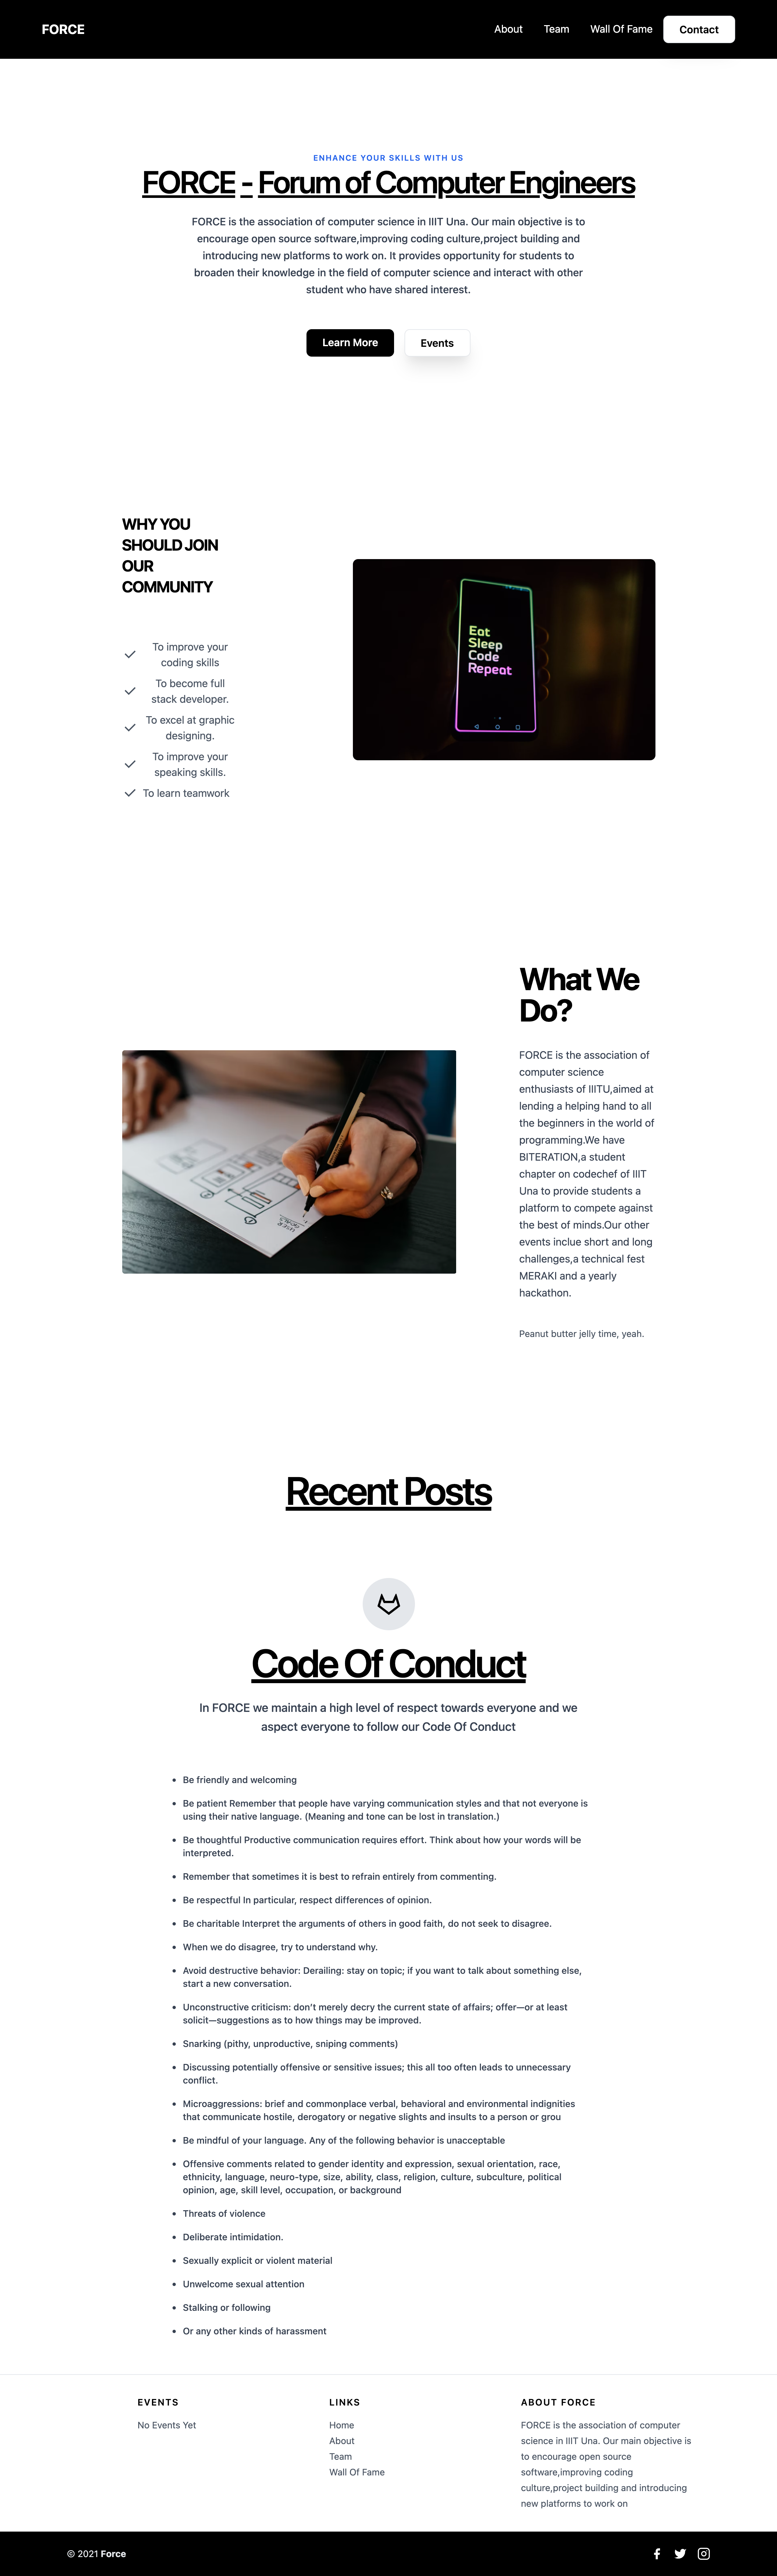 FORCE
About
Team
Wall Of Fame
Contact
ENHANCE YOUR SKILLS WITH US
FORCE - Forum of Computer Engineers
FORCE is the association of computer science in IIIT Una. Our main objective is to
encourage open source software,improving coding culture,project building and
introducing new platforms to work on. It provides opportunity for students to
broaden their knowledge in the field of computer science and interact with other
student who have shared interest.
Learn More
Events
WHY YOU
SHOULD JOIN
OUR
COMMUNITY
To improve your
coding skills
To become full
stack developer.
To excel at graphic
designing.
To improve your
speaking skills.
To learn teamwork
Eat
Sleep
Code
Repeat
What We
Do?
FORCE is the association of
computer science
enthusiasts of IIITU,aimed at
lending a helping hand to all
the beginners in the world of
programming.We have
BITERATION,a student
chapter on codechef of IIIT
Una to provide students a
platform to compete against
the best of minds.Our other
events inclue short and long
challenges,a technical fest
MERAKI and a yearly
hackathon.
Peanut butter jelly time, yeah.
Recent Posts
Code Of Conduct
In FORCE we maintain a high level of respect towards everyone and we
aspect everyone to follow our Code Of Conduct
Be friendly and welcoming
Be patient Remember that people have varying communication styles and that not everyone is
using their native language. (Meaning and tone can be lost in translation.)
Be thoughtful Productive communication requires effort. Think about how your words will be
interpreted.
Remember that sometimes it is best to refrain entirely from commenting.
Be respectful In particular, respect differences of opinion.
Be charitable Interpret the arguments of others in good faith, do not seek to disagree.
When we do disagree, try to understand why.
Avoid destructive behavior: Derailing: stay on topic; if you want to talk about something else,
start a new conversation.
Unconstructive criticism: don't merely decry the current state of affairs; offer—or at least
solicit—suggestions as to how things may be improved.
Snarking (pithy, unproductive, sniping comments)
Discussing potentially offensive or sensitive issues; this all too often leads to unnecessary
conflict.
Microaggressions: brief and commonplace verbal, behavioral and environmental indignities
that communicate hostile, derogatory or negative slights and insults to a person or grou
Be mindful of your language. Any of the following behavior is unacceptable
Offensive comments related to gender identity and expression, sexual orientation, race,
ethnicity, language, neuro-type, size, ability, class, religion, culture, subculture, political
opinion, age, skill level, occupation, or background
Threats of violence
Deliberate intimidation.
Sexually explicit or violent material
Unwelcome sexual attention
Stalking or following
Or any other kinds of harassment
EVENTS
No Events Yet
LINKS
Home
About
Team
Wall Of Fame
ABOUT FORCE
FORCE is the association of computer
science in IIIT Una. Our main objective is
to encourage open source
software,improving coding
culture,project building and introducing
new platforms to work on
© 2021 Force